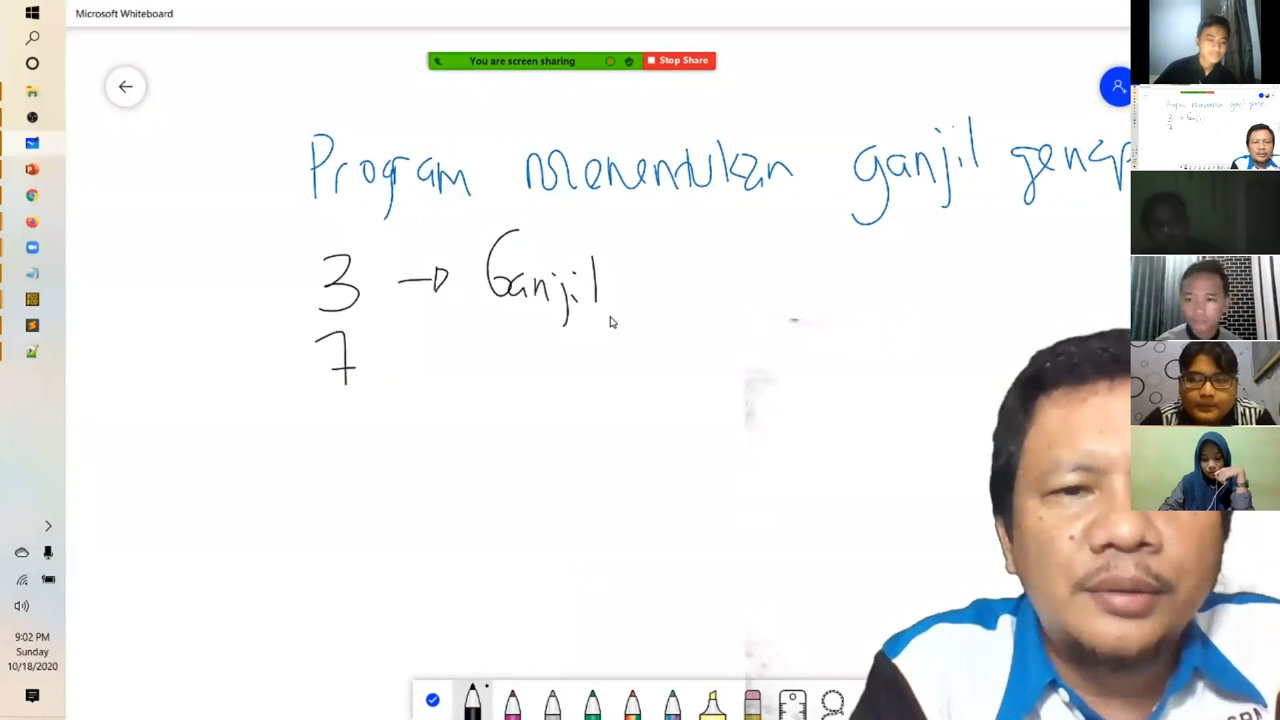 Microsoft Whiteboard
You are screen sharing
Stop Share
Program menentukan ganjil genap
3 → Ganjil
7
9:02 PM
Sunday
10/18/2020